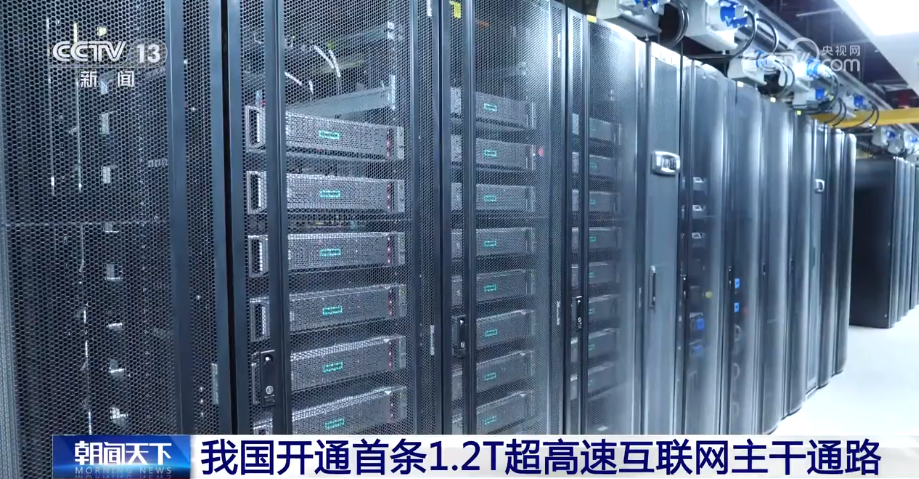 CCTV 13
新闻
央视网
CCTV.com
朝闻天下
MORNING NEWS
我国开通首条1.2T超高速互联网主干通路